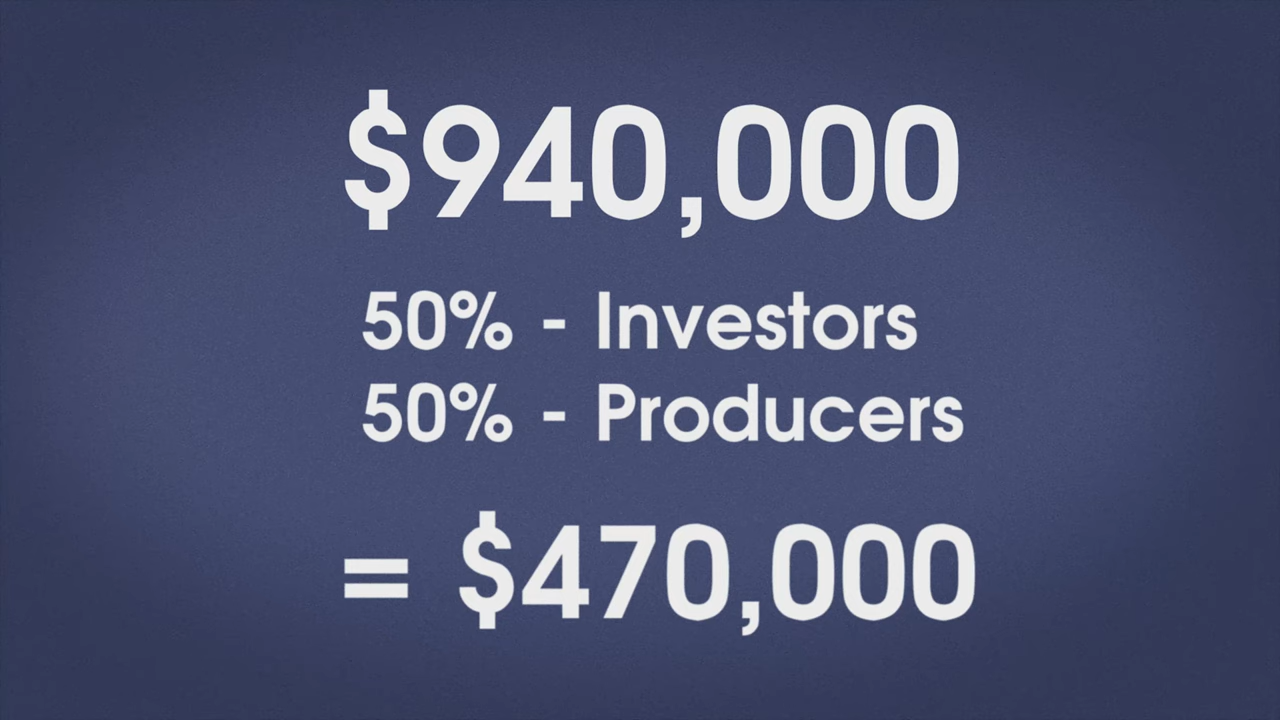 $940,000
50% - Investors
50% - Producers
= $470,000